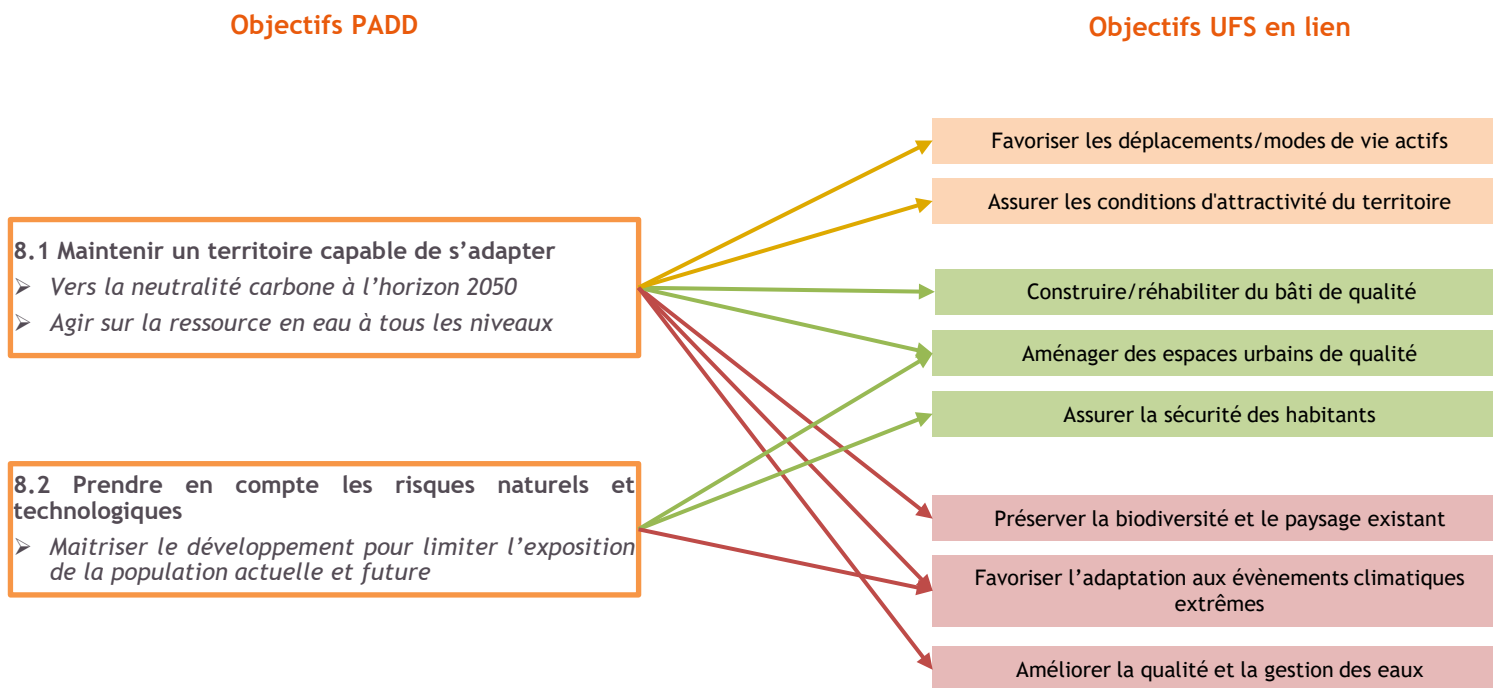 Objectifs PADD
Objectifs UFS en lien
8.1 Maintenir un territoire capable de s’adapter
➢ Vers la neutralité carbone à l’horizon 2050
➢ Agir sur la ressource en eau à tous les niveaux
8.2 Prendre en compte les risques naturels et
technologiques
➢ Maitriser le développement pour limiter l’exposition
de la population actuelle et future
Favoriser les déplacements/modes de vie actifs
Assurer les conditions d'attractivité du territoire
Construire/réhabiliter du bâti de qualité
Aménager des espaces urbains de qualité
Assurer la sécurité des habitants
Préserver la biodiversité et le paysage existant
Favoriser l’adaptation aux évènements climatiques
extrêmes
Améliorer la qualité et la gestion des eaux